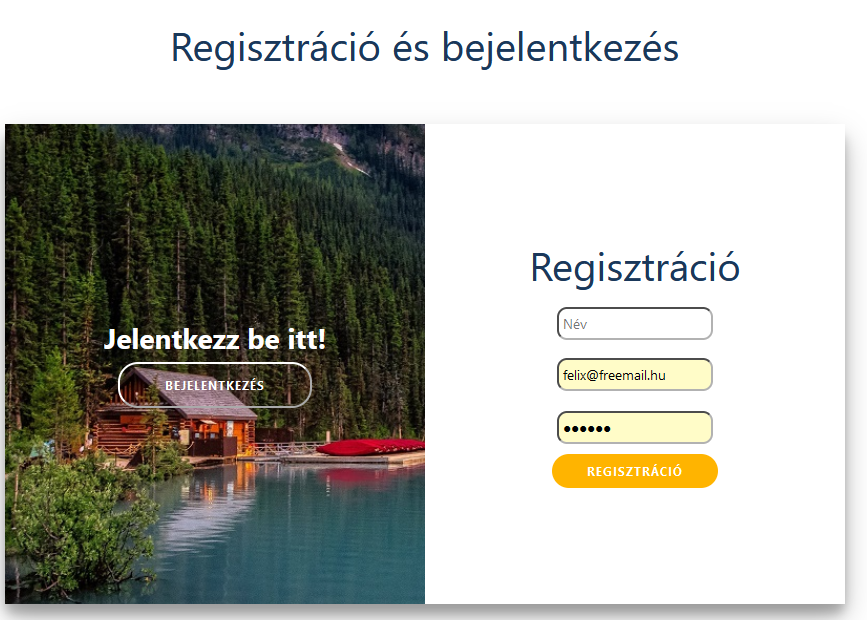 Regisztráció és bejelentkezés
Jelentkezz be itt!
BEJELENTKEZÉS
Regisztráció
Név
felix@freemail.hu
••••••
REGISZTRÁCIÓ